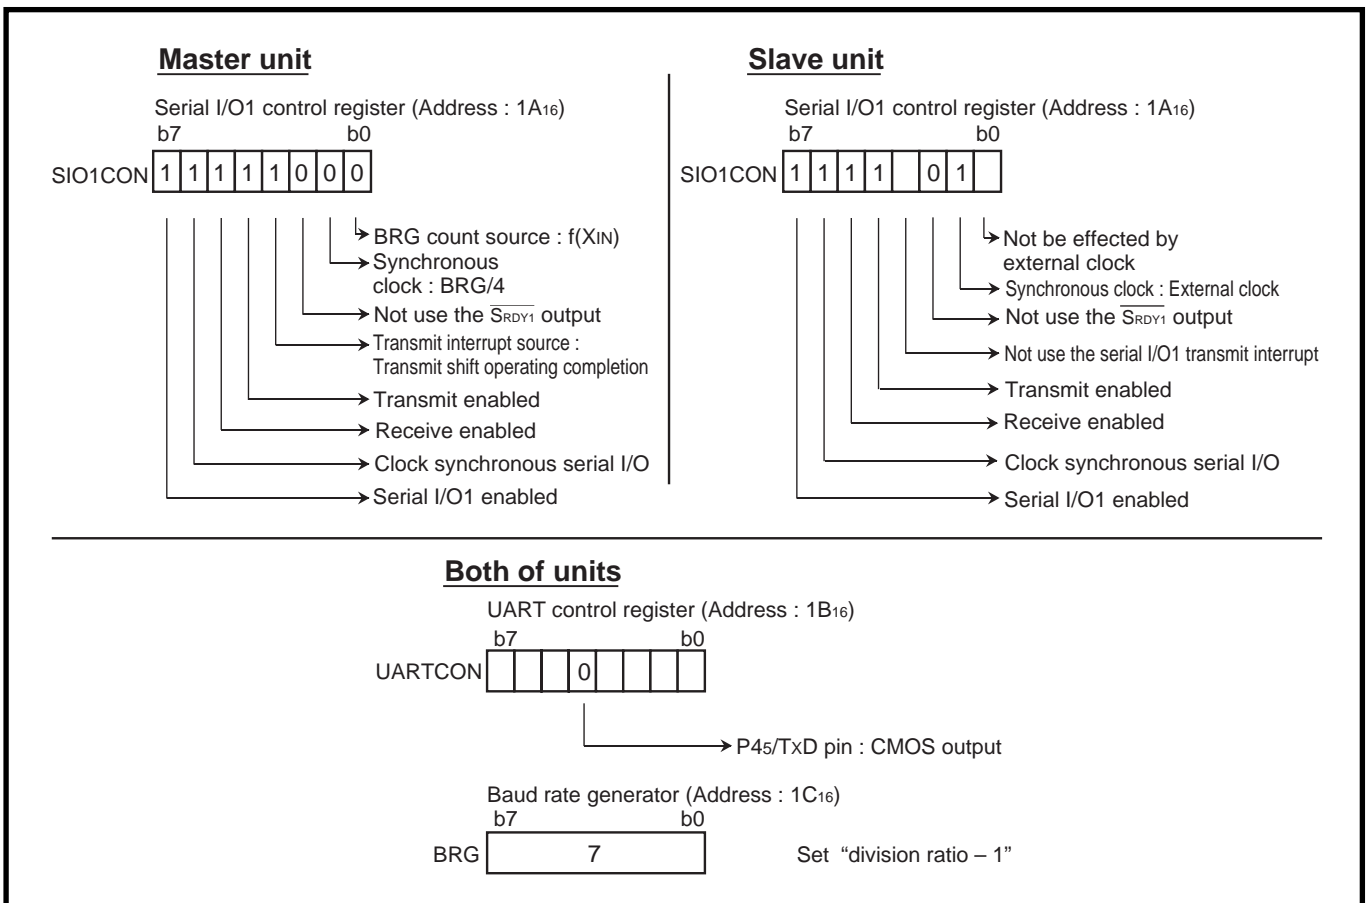 Master unit
Serial I/O1 control register (Address : 1A16)
b7 b0
SIO1CON 1 1 1 1 1 0 0 0
BRG count source : f(XIN)
Synchronous
clock : BRG/4
Not use the SRDY1 output
Transmit interrupt source :
Transmit shift operating completion
Transmit enabled
Receive enabled
Clock synchronous serial I/O
Serial I/O1 enabled
Slave unit
Serial I/O1 control register (Address : 1A16)
b7 b0
SIO1CON 1 1 1 1 0 1
Not be effected by
external clock
Synchronous clock : External clock
Not use the SRDY1 output
Not use the serial I/O1 transmit interrupt
Transmit enabled
Receive enabled
Clock synchronous serial I/O
Serial I/O1 enabled
Both of units
UART control register (Address : 1B16)
b7 b0
UARTCON 0
P45/TXD pin : CMOS output
Baud rate generator (Address : 1C16)
b7 b0
BRG 7 Set “division ratio – 1”